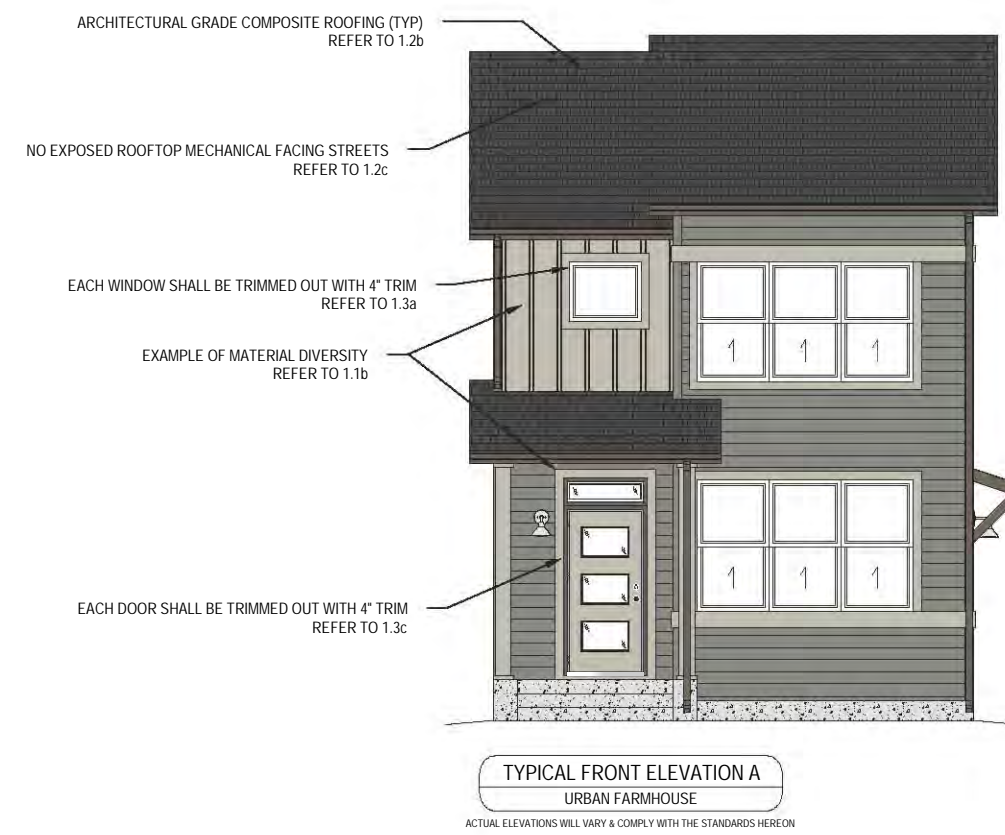 ARCHITECTURAL GRADE COMPOSITE ROOFING (TYP)
REFER TO 1.2b
NO EXPOSED ROOFTOP MECHANICAL FACING STREETS
REFER TO 1.2c
EACH WINDOW SHALL BE TRIMMED OUT WITH 4" TRIM
REFER TO 1.3a
EXAMPLE OF MATERIAL DIVERSITY
REFER TO 1.1b
EACH DOOR SHALL BE TRIMMED OUT WITH 4" TRIM
REFER TO 1.3c
TYPICAL FRONT ELEVATION A
URBAN FARMHOUSE
ACTUAL ELEVATIONS WILL VARY & COMPLY WITH THE STANDARDS HEREON